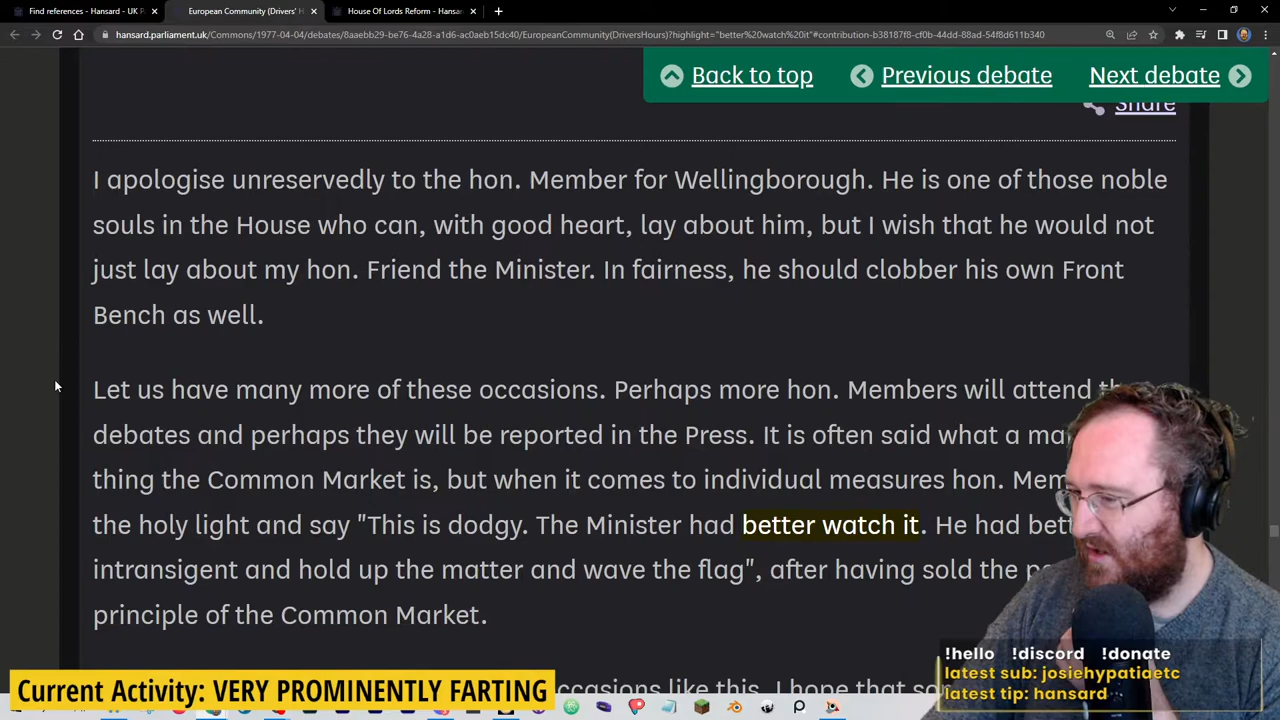 Find references - Hansard - UK P
European Community (Drivers' H
House Of Lords Reform - Hansar
hansard.parliament.uk/Commons/1977-04-04/debates/8aaebb29-be76-4a28-a1d6-ac0aeb15dc40/EuropeanCommunity(DriversHours)?highlight="better%20watch%20it"#contribution-b38187f8-cf0b-44dd-88ad-54f8d611b340
Back to top Previous debate Next debate
Share
I apologise unreservedly to the hon. Member for Wellingborough. He is one of those noble
souls in the House who can, with good heart, lay about him, but I wish that he would not
just lay about my hon. Friend the Minister. In fairness, he should clobber his own Front
Bench as well.
Let us have many more of these occasions. Perhaps more hon. Members will attend
debates and perhaps they will be reported in the Press. It is often said what a
thing the Common Market is, but when it comes to individual measures hon.
the holy light and say "This is dodgy. The Minister had better watch it. He had
intransigent and hold up the matter and wave the flag", after having sold the
principle of the Common Market.
occasions like this. I hope that
!hello !discord !donate
latest sub: josiehypatiaetc
latest tip: hansard
Current Activity: VERY PROMINENTLY FARTING